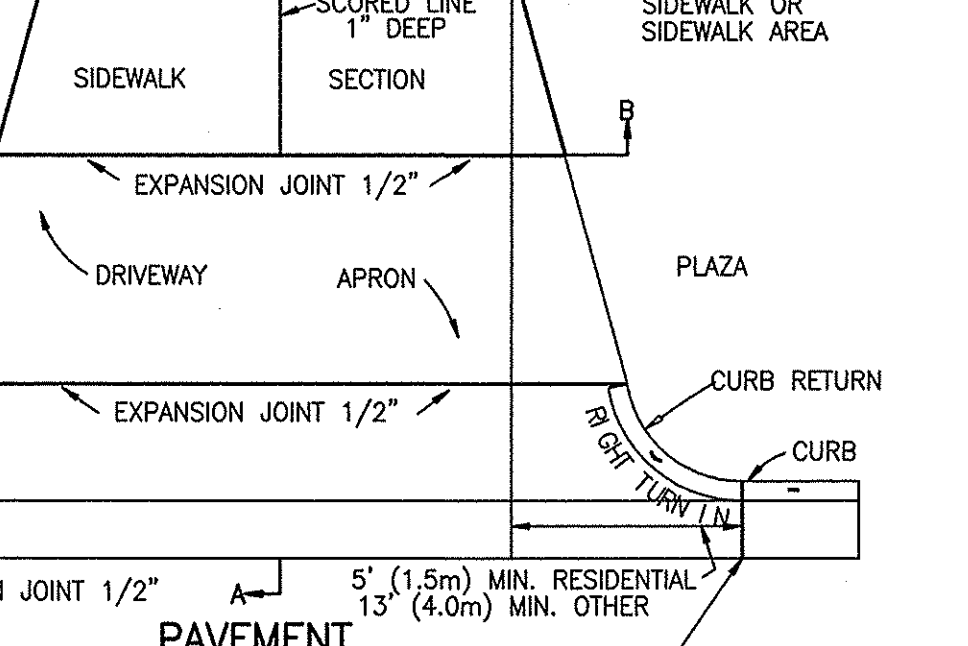 SCORED LINE
1" DEEP
SIDEWALK OR
SIDEWALK AREA
SIDEWALK
SECTION
B
EXPANSION JOINT 1/2"
DRIVEWAY
APRON
PLAZA
CURB RETURN
EXPANSION JOINT 1/2"
RIGHT TURN IN
CURB
JOINT 1/2"
A
5' (1.5m) MIN. RESIDENTIAL
13' (4.0m) MIN. OTHER
PAVEMENT